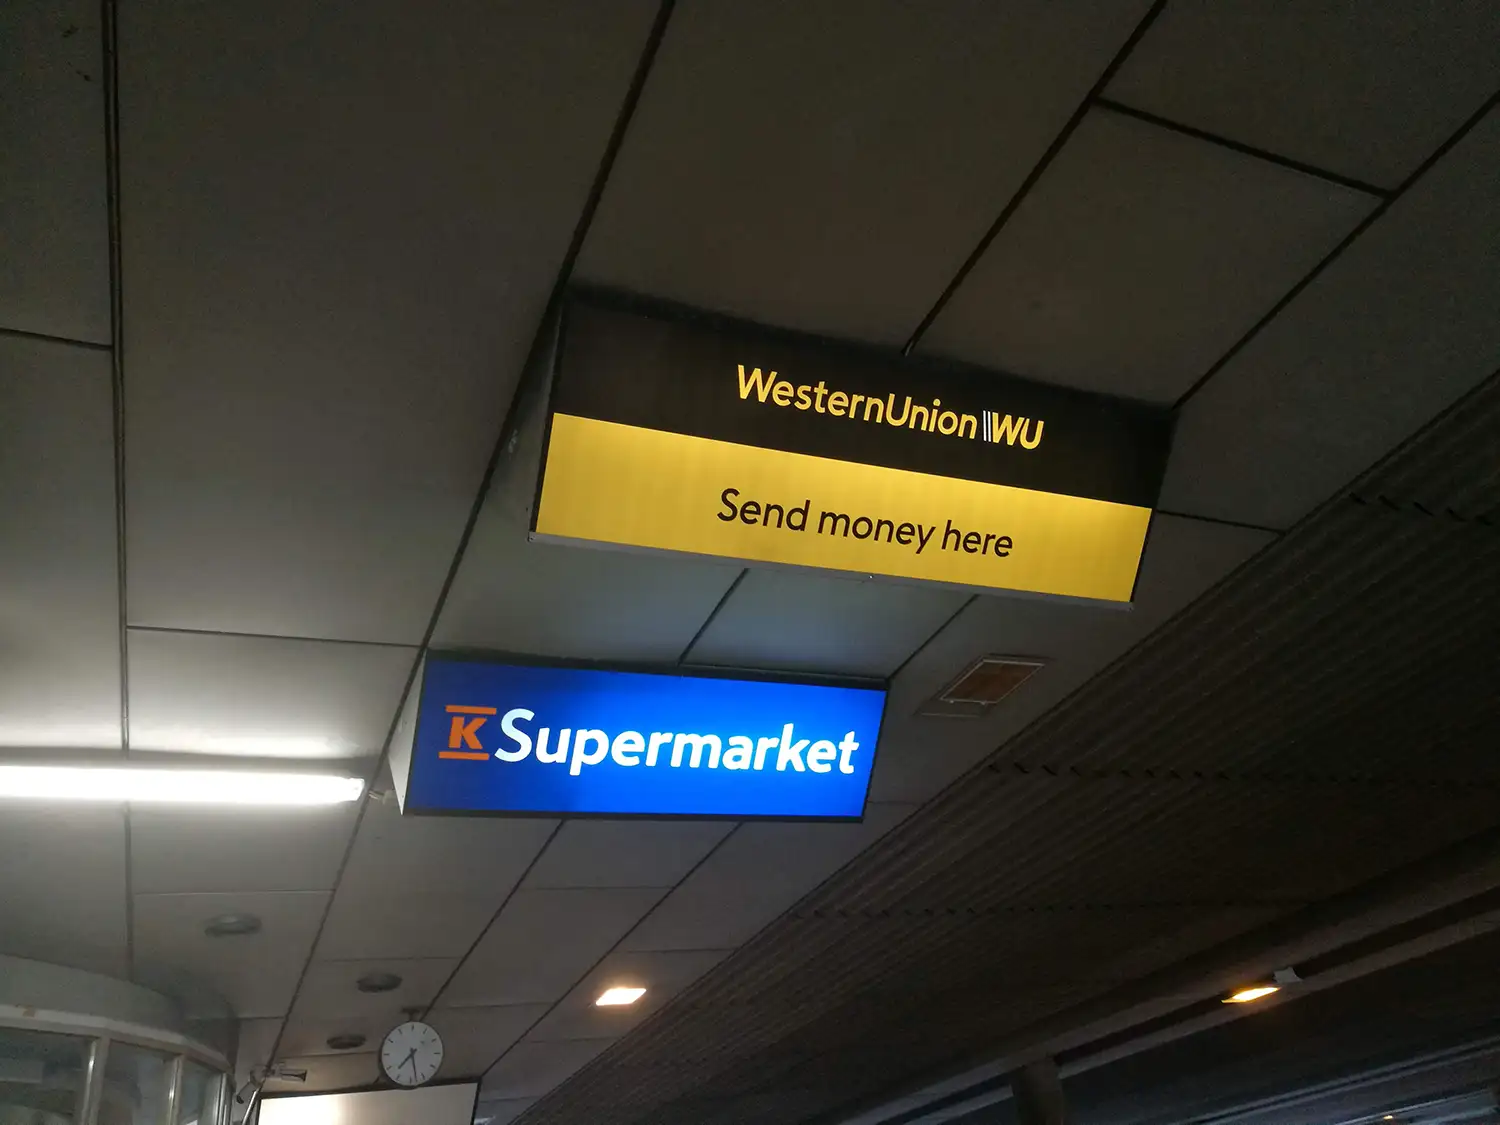 WesternUnion WU
Send money here
K Supermarket